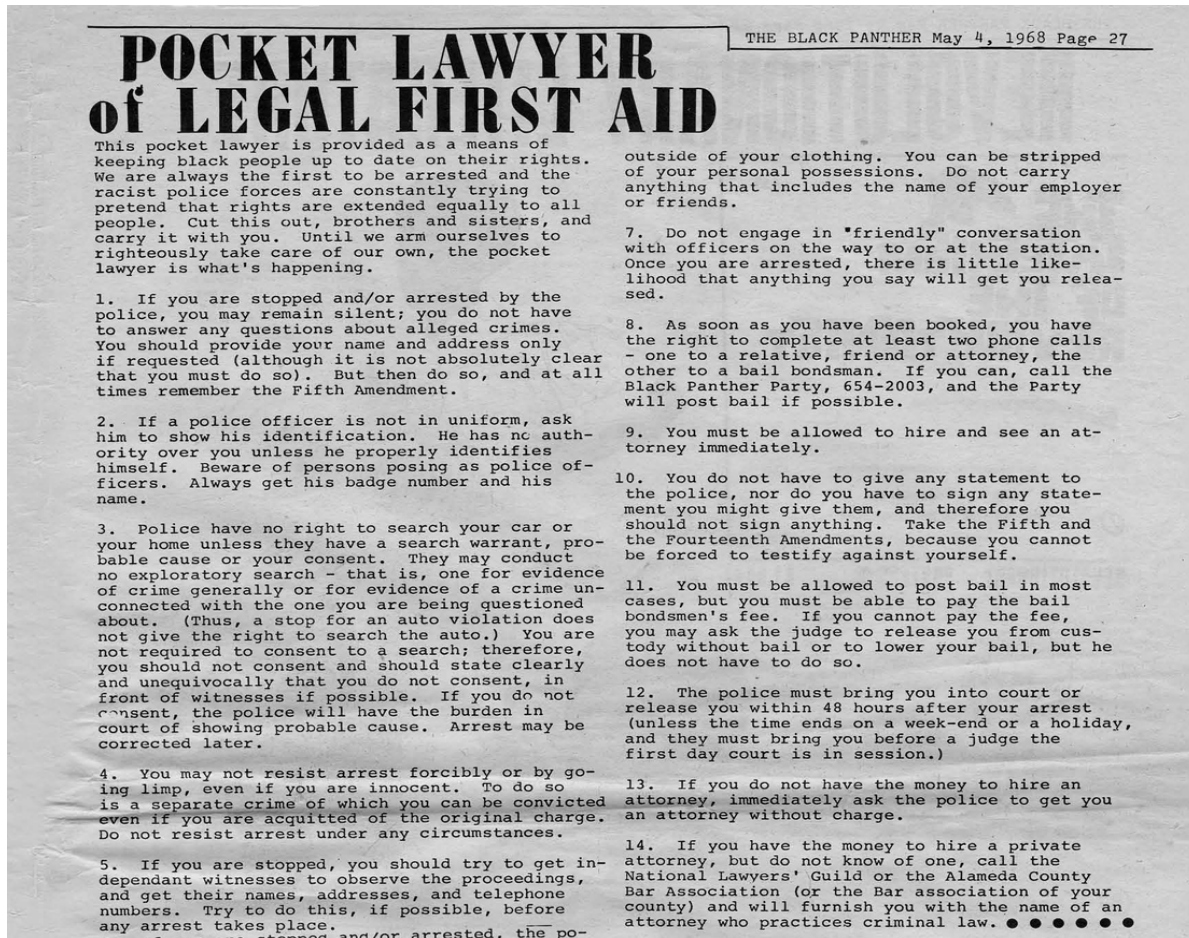 THE BLACK PANTHER May 4, 1968 Page 27
POCKET LAWYER
of LEGAL FIRST AID
This pocket lawyer is provided as a means of
keeping black people up to date on their rights.
We are always the first to be arrested and the
racist police forces are constantly trying to
pretend that rights are extended equally to all
people. Cut this out, brothers and sisters, and
carry it with you. Until we arm ourselves to
righteously take care of our own, the pocket
lawyer is what's happening.
1. If you are stopped and/or arrested by the
police, you may remain silent; you do not have
to answer any questions about alleged crimes.
You should provide your name and address only
if requested (although it is not absolutely clear
that you must do so). But then do so, and at all
times remember the Fifth Amendment.
2. If a police officer is not in uniform, ask
him to show his identification. He has no auth-
ority over you unless he properly identifies
himself. Beware of persons posing as police of-
ficers. Always get his badge number and his
name.
3. Police have no right to search your car or
your home unless they have a search warrant, pro-
bable cause or your consent. They may conduct
no exploratory search - that is, one for evidence
of crime generally or for evidence of a crime un-
connected with the one you are being questioned
about. (Thus, a stop for an auto violation does
not give the right to search the auto.) You are
not required to consent to a search; therefore,
you should not consent and should state clearly
and unequivocally that you do not consent, in
front of witnesses if possible. If you do not
consent, the police will have the burden in
court of showing probable cause. Arrest may be
corrected later.
4. You may not resist arrest forcibly or by go-
ing limp, even if you are innocent. To do so
is a separate crime of which you can be convicted
even if you are acquitted of the original charge.
Do not resist arrest under any circumstances.
5. If you are stopped, you should try to get in-
dependant witnesses to observe the proceedings,
and get their names, addresses, and telephone
numbers. Try to do this, if possible, before
any arrest takes place.
stopped and/or arrested, the po-
outside of your clothing. You can be stripped
of your personal possessions. Do not carry
anything that includes the name of your employer
or friends.
7. Do not engage in "friendly" conversation
with officers on the way to or at the station.
Once you are arrested, there is little like-
lihood that anything you say will get you relea-
sed.
8. As soon as you have been booked, you have
the right to complete at least two phone calls
- one to a relative, friend or attorney, the
other to a bail bondsman. If you can, call the
Black Panther Party, 654-2003, and the Party
will post bail if possible.
9. You must be allowed to hire and see an at-
torney immediately.
10. You do not have to give any statement to
the police, nor do you have to sign any state-
ment you might give them, and therefore you
should not sign anything. Take the Fifth and
the Fourteenth Amendments, because you cannot
be forced to testify against yourself.
11. You must be allowed to post bail in most
cases, but you must be able to pay the bail
bondsmen's fee. If you cannot pay the fee,
you may ask the judge to release you from cus-
tody without bail or to lower your bail, but he
does not have to do so.
12. The police must bring you into court or
release you within 48 hours after your arrest
(unless the time ends on a week-end or a holiday,
and they must bring you before a judge the
first day court is in session.)
13. If you do not have the money to hire an
attorney, immediately ask the police to get you
an attorney without charge.
14. If you have the money to hire a private
attorney, but do not know of one, call the
National Lawyers' Guild or the Alameda County
Bar Association (or the Bar association of your
county) and will furnish you with the name of an
attorney who practices criminal law. ● ● ● ● ● ●